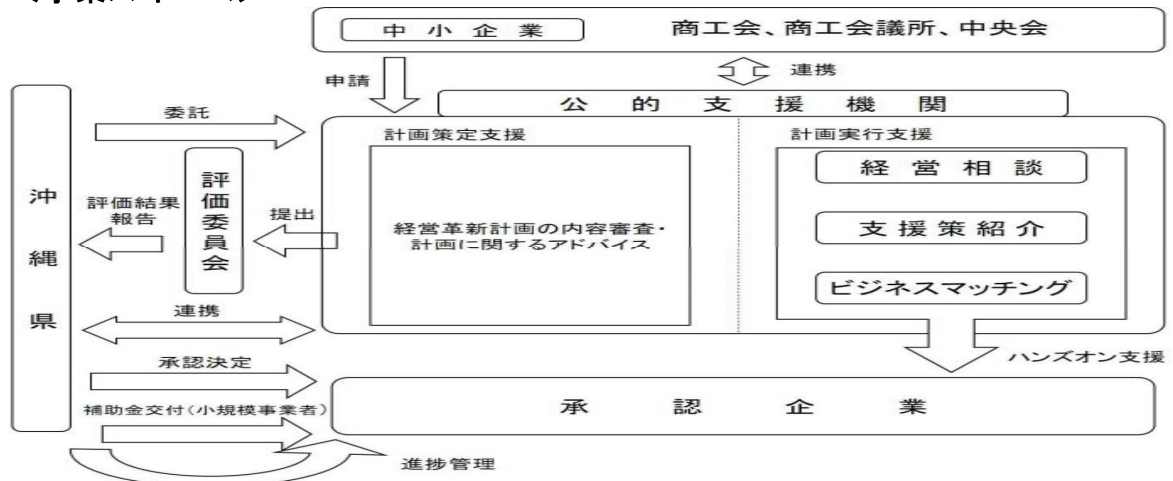 中小企業
商工会、商工会議所、中央会
申請
連携
公的支援機関
委託
計画策定支援
計画実行支援
沖縄県
評価委員会
評価結果
報告
提出
経営革新計画の内容審査・
計画に関するアドバイス
経営相談
支援策紹介
ビジネスマッチング
連携
ハンズオン支援
承認決定
承認企業
補助金交付(小規模事業者)
進捗管理